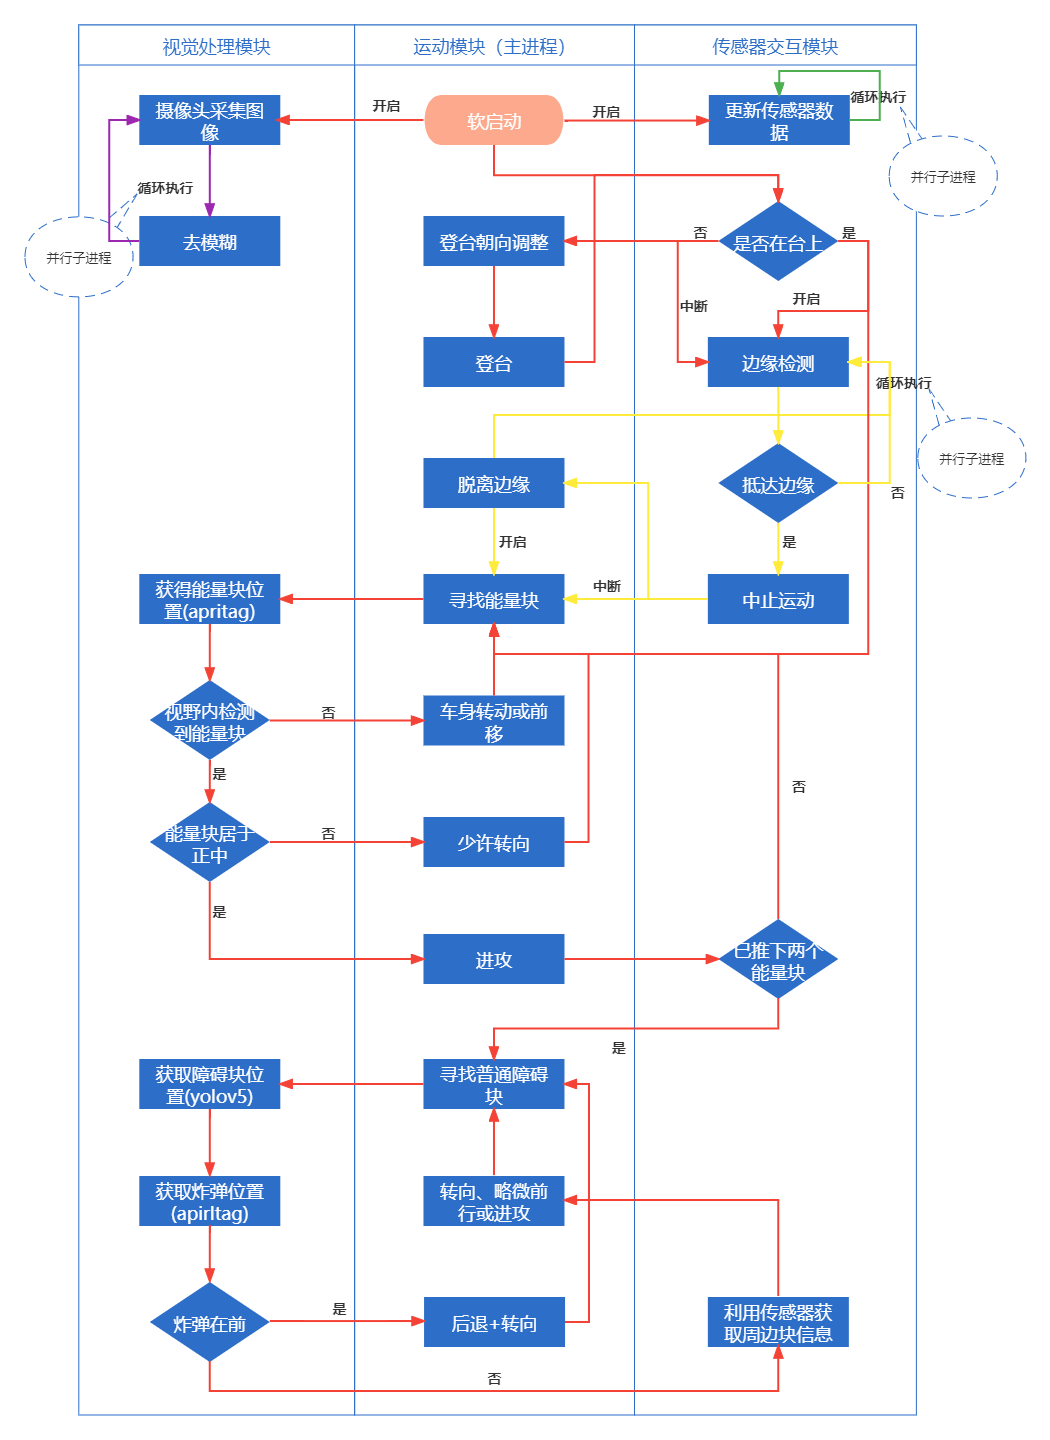 视觉处理模块
运动模块（主进程）
传感器交互模块
摄像头采集图
像
开启
软启动
开启
更新传感器数
据
循环执行
并行子进程
循环执行
去模糊
并行子进程
登台朝向调整
否
是否在台上
是
中断
开启
登台
边缘检测
循环执行
并行子进程
脱离边缘
抵达边缘
否
开启
是
获得能量块位
置(apritag)
寻找能量块
中断
中止运动
视野内检测
到能量块
否
车身转动或前
移
是
否
能量块居于
正中
否
少许转向
是
进攻
已推下两个
能量块
是
获取障碍块位
置(yolov5)
寻找普通障碍
块
获取炸弹位置
(apirltag)
转向、略微前
行或进攻
炸弹在前
是
后退+转向
利用传感器获
取周边块信息
否